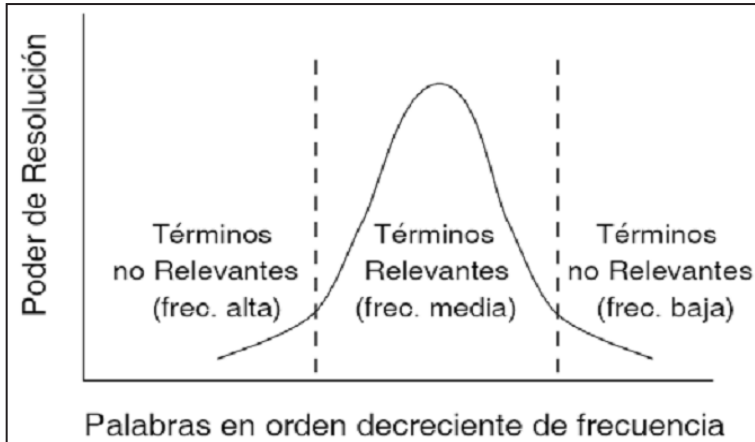 Poder de Resolución
Términos
no Relevantes
(frec. alta)
Términos
Relevantes
(frec. media)
Términos
no Relevantes
(frec. baja)
Palabras en orden decreciente de frecuencia